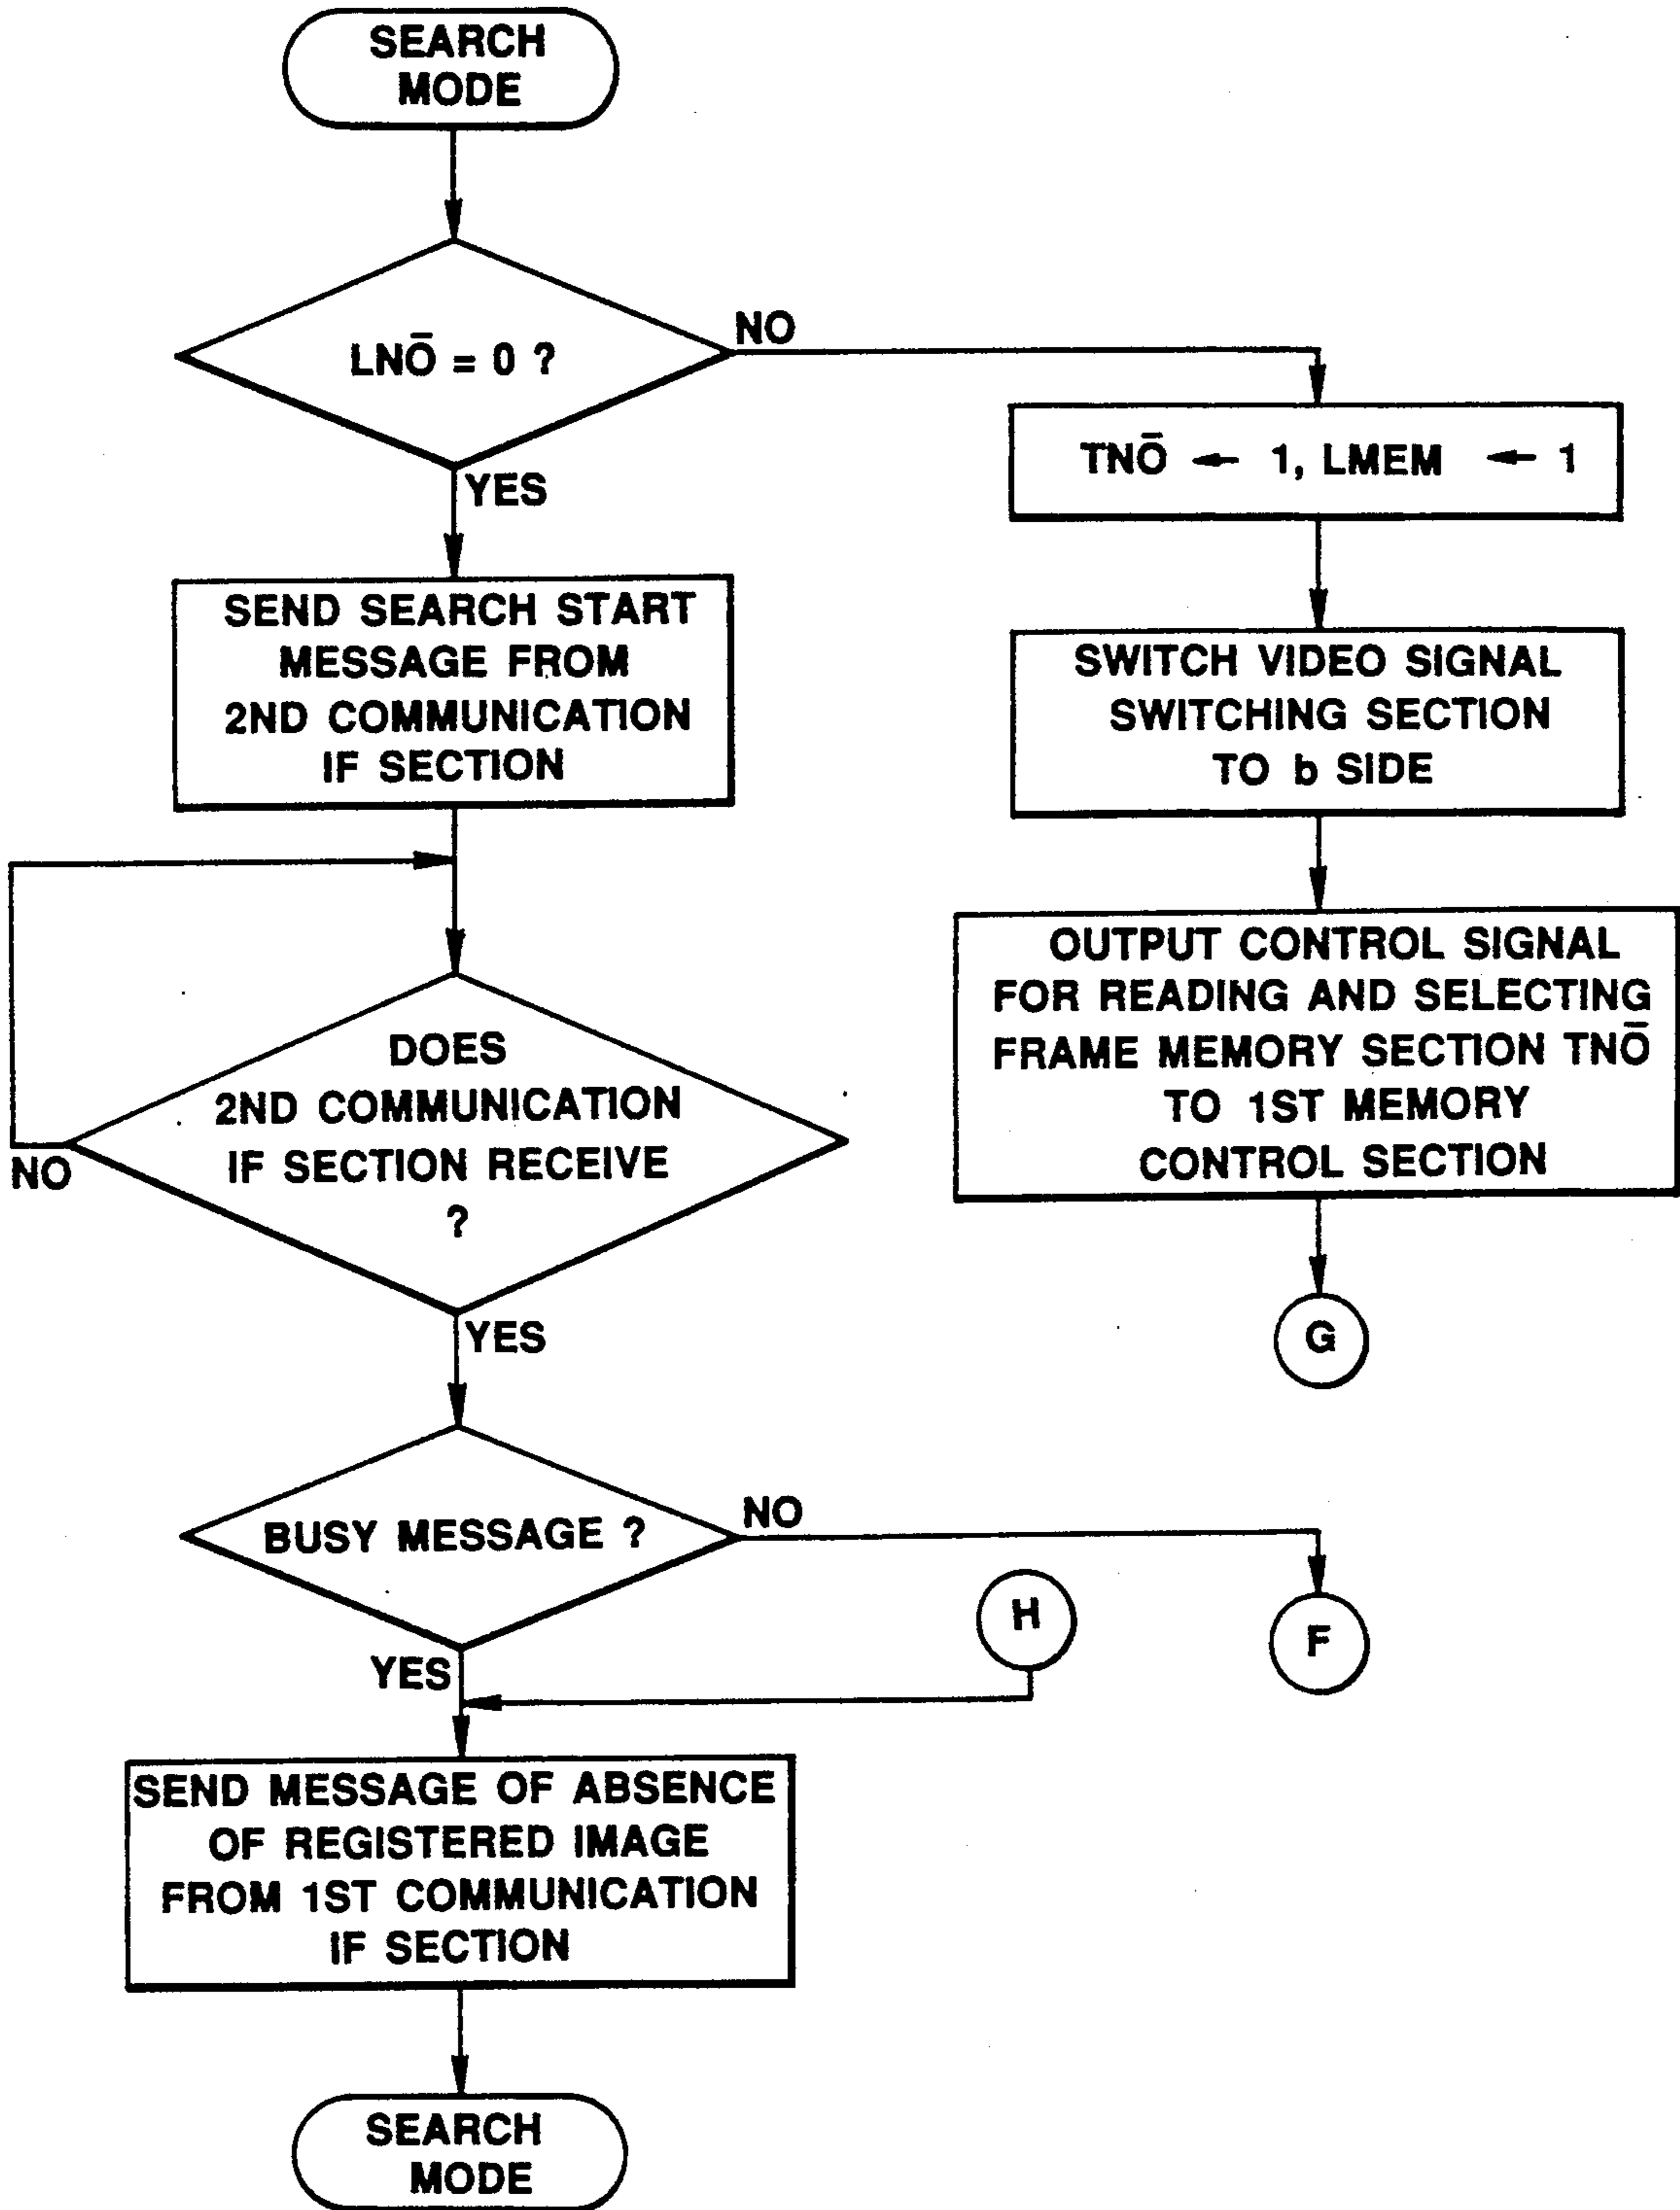 SEARCH
MODE
LNŌ = 0 ?
NO
YES
TNŌ ← 1, LMEM ← 1
SEND SEARCH START
MESSAGE FROM
2ND COMMUNICATION
IF SECTION
SWITCH VIDEO SIGNAL
SWITCHING SECTION
TO b SIDE
OUTPUT CONTROL SIGNAL
FOR READING AND SELECTING
FRAME MEMORY SECTION TNŌ
TO 1ST MEMORY
CONTROL SECTION
DOES
2ND COMMUNICATION
IF SECTION RECEIVE
?
NO
YES
G
BUSY MESSAGE ?
NO
YES
H
F
SEND MESSAGE OF ABSENCE
OF REGISTERED IMAGE
FROM 1ST COMMUNICATION
IF SECTION
SEARCH
MODE